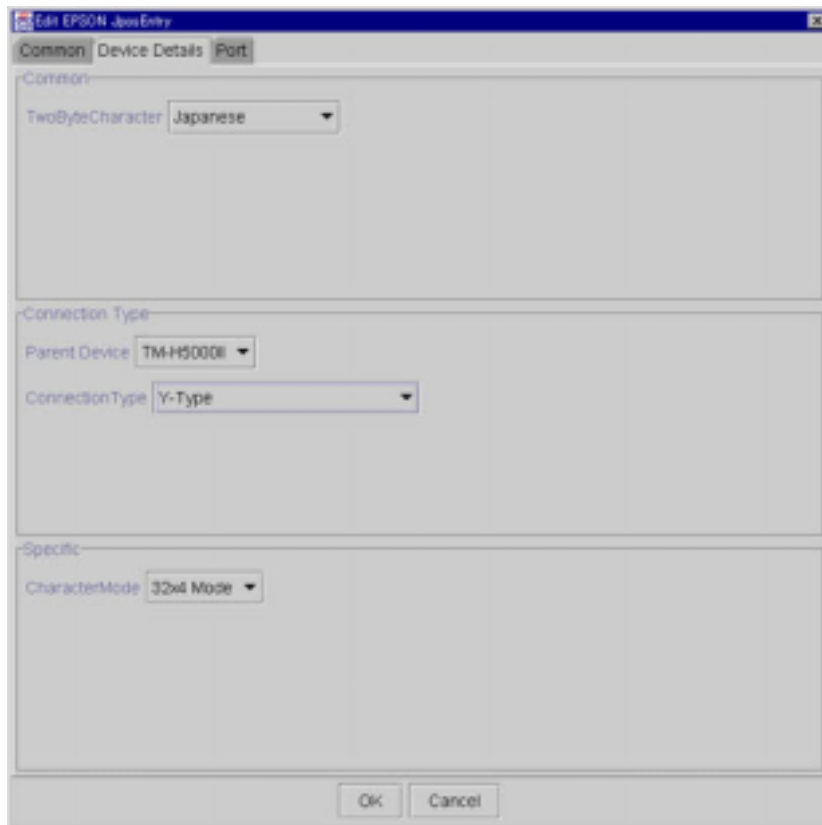 Edit EPSON JposEntry
Common Device Details Port
Common
TwoByteCharacter Japanese
Connection Type
Parent Device TM-H5000II
ConnectionType Y-Type
Specific
CharacterMode 32x4 Mode
OK Cancel